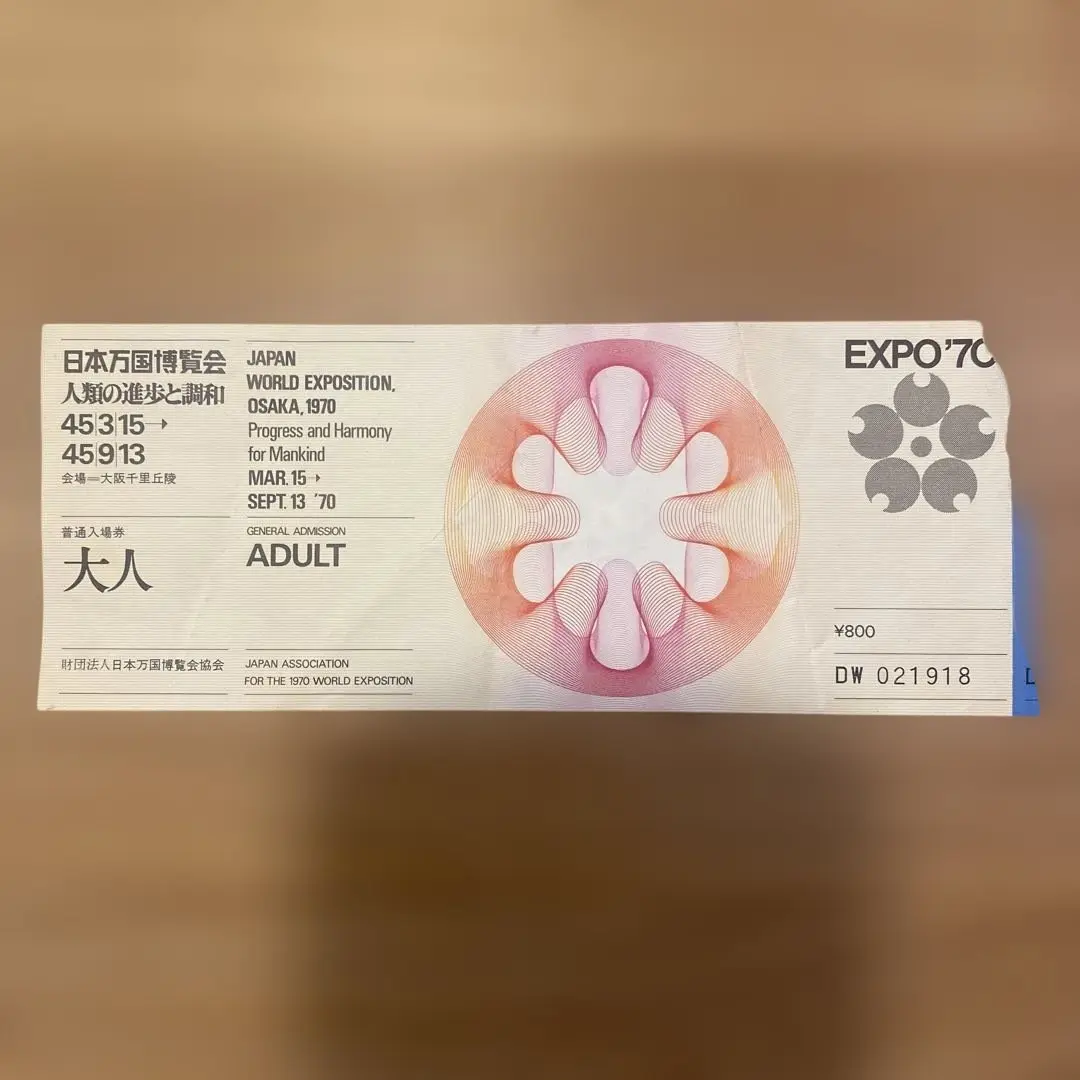 日本万国博覧会
人類の進歩と調和
45|3|15→
45|9|13
会場＝大阪千里丘陵
普通入場券
大人
財団法人日本万国博覧会協会
JAPAN
WORLD EXPOSITION,
OSAKA, 1970
Progress and Harmony
for Mankind
MAR. 15→
SEPT. 13 '70
GENERAL ADMISSION
ADULT
JAPAN ASSOCIATION
FOR THE 1970 WORLD EXPOSITION
EXPO'70
¥800
DW 021918